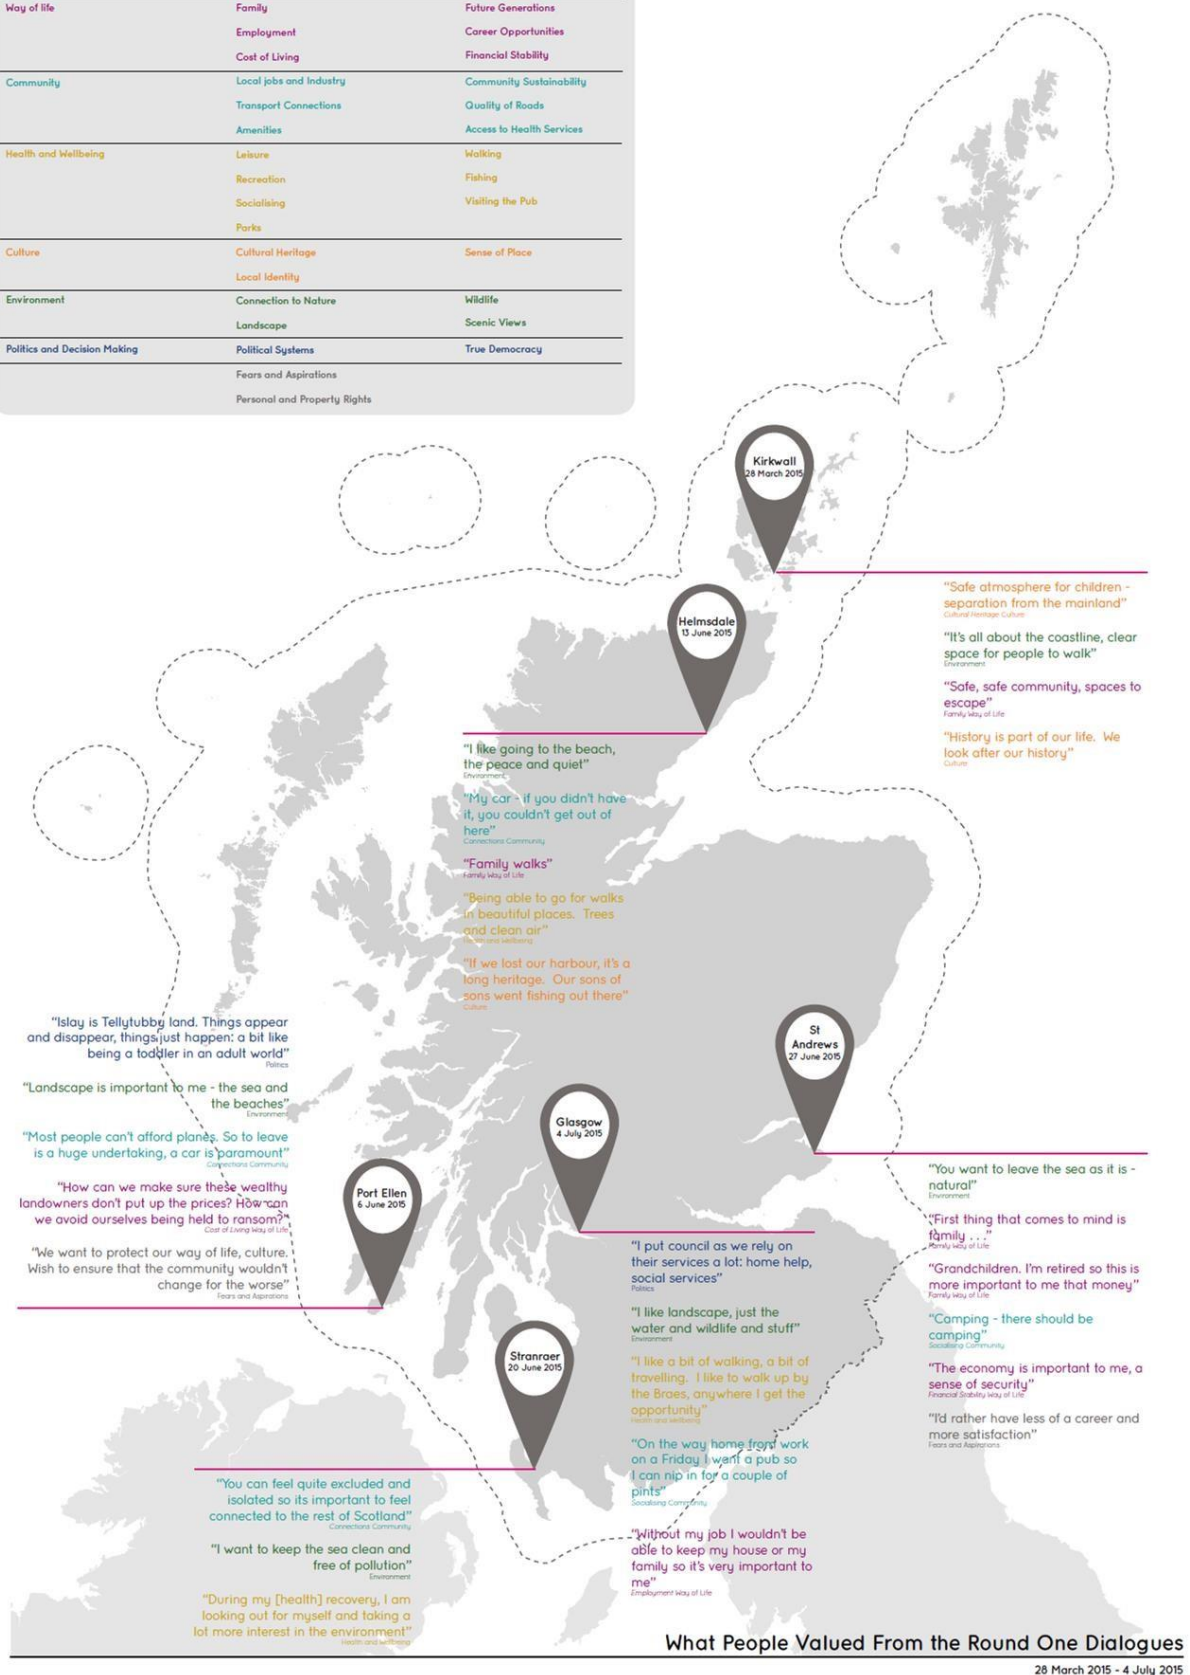 Way of life Family Future Generations
Employment Career Opportunities
Cost of Living Financial Stability
Community Local jobs and Industry Community Sustainability
Transport Connections Quality of Roads
Amenities Access to Health Services
Health and Wellbeing Leisure Walking
Recreation Fishing
Socialising Visiting the Pub
Parks
Culture Cultural Heritage Sense of Place
Local Identity
Environment Connection to Nature Wildlife
Landscape Scenic Views
Politics and Decision Making Political Systems True Democracy
Fears and Aspirations
Personal and Property Rights
Kirkwall
28 March 2015
"Safe atmosphere for children -
separation from the mainland"
Cultural Heritage Culture
"It's all about the coastline, clear
space for people to walk"
Environment
"Safe, safe community, spaces to
escape"
Family Way of Life
"History is part of our life. We
look after our history"
Culture
Helmsdale
13 June 2015
"I like going to the beach,
the peace and quiet"
Environment
"My car - if you didn't have
it, you couldn't get out of
here"
Connections Community
"Family walks"
Family Way of Life
"Being able to go for walks
in beautiful places. Trees
and clean air"
Health and Wellbeing
"If we lost our harbour, it's a
long heritage. Our sons of
sons went fishing out there"
Culture
"Islay is Tellytubby land. Things appear
and disappear, things just happen: a bit like
being a toddler in an adult world"
Politics
"Landscape is important to me - the sea and
the beaches"
Environment
"Most people can't afford planes. So to leave
is a huge undertaking, a car is paramount"
Connections Community
"How can we make sure these wealthy
landowners don't put up the prices? How can
we avoid ourselves being held to ransom?"
Cost of Living Way of Life
"We want to protect our way of life, culture.
Wish to ensure that the community wouldn't
change for the worse"
Fears and Aspirations
Port Ellen
6 June 2015
St
Andrews
27 June 2015
"You want to leave the sea as it is -
natural"
Environment
"First thing that comes to mind is
family . . ."
Family Way of Life
"Grandchildren. I'm retired so this is
more important to me that money"
Family Way of Life
"Camping - there should be
camping"
Socialising Community
"The economy is important to me, a
sense of security"
Financial Stability Way of Life
"I'd rather have less of a career and
more satisfaction"
Fears and Aspirations
Glasgow
4 July 2015
"I put council as we rely on
their services a lot: home help,
social services"
Politics
"I like landscape, just the
water and wildlife and stuff"
Environment
"I like a bit of walking, a bit of
travelling. I like to walk up by
the Braes, anywhere I get the
opportunity"
Health and Wellbeing
"On the way home from work
on a Friday I want a pub so
I can nip in for a couple of
pints"
Socialising Community
"Without my job I wouldn't be
able to keep my house or my
family so it's very important to
me"
Employment Way of Life
Stranraer
20 June 2015
"You can feel quite excluded and
isolated so its important to feel
connected to the rest of Scotland"
Connections Community
"I want to keep the sea clean and
free of pollution"
Environment
"During my [health] recovery, I am
looking out for myself and taking a
lot more interest in the environment"
Health and Wellbeing
What People Valued From the Round One Dialogues
28 March 2015 - 4 July 2015